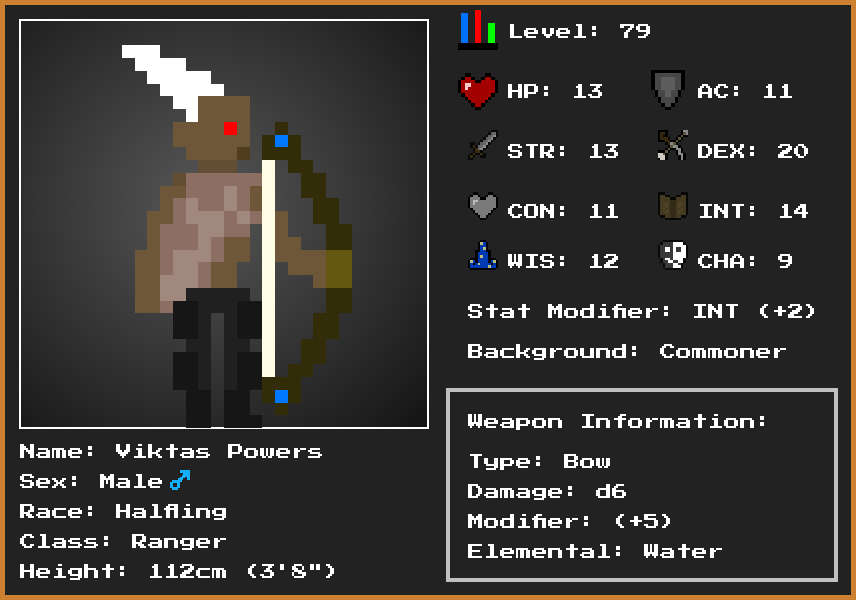 Level: 79
HP: 13 AC: 11
STR: 13 DEX: 20
CON: 11 INT: 14
WIS: 12 CHA: 9
Stat Modifier: INT (+2)
Background: Commoner
Weapon Information:
Type: Bow
Damage: d6
Modifier: (+5)
Elemental: Water
Name: Viktas Powers
Sex: Male♂
Race: Halfling
Class: Ranger
Height: 112cm (3'8")